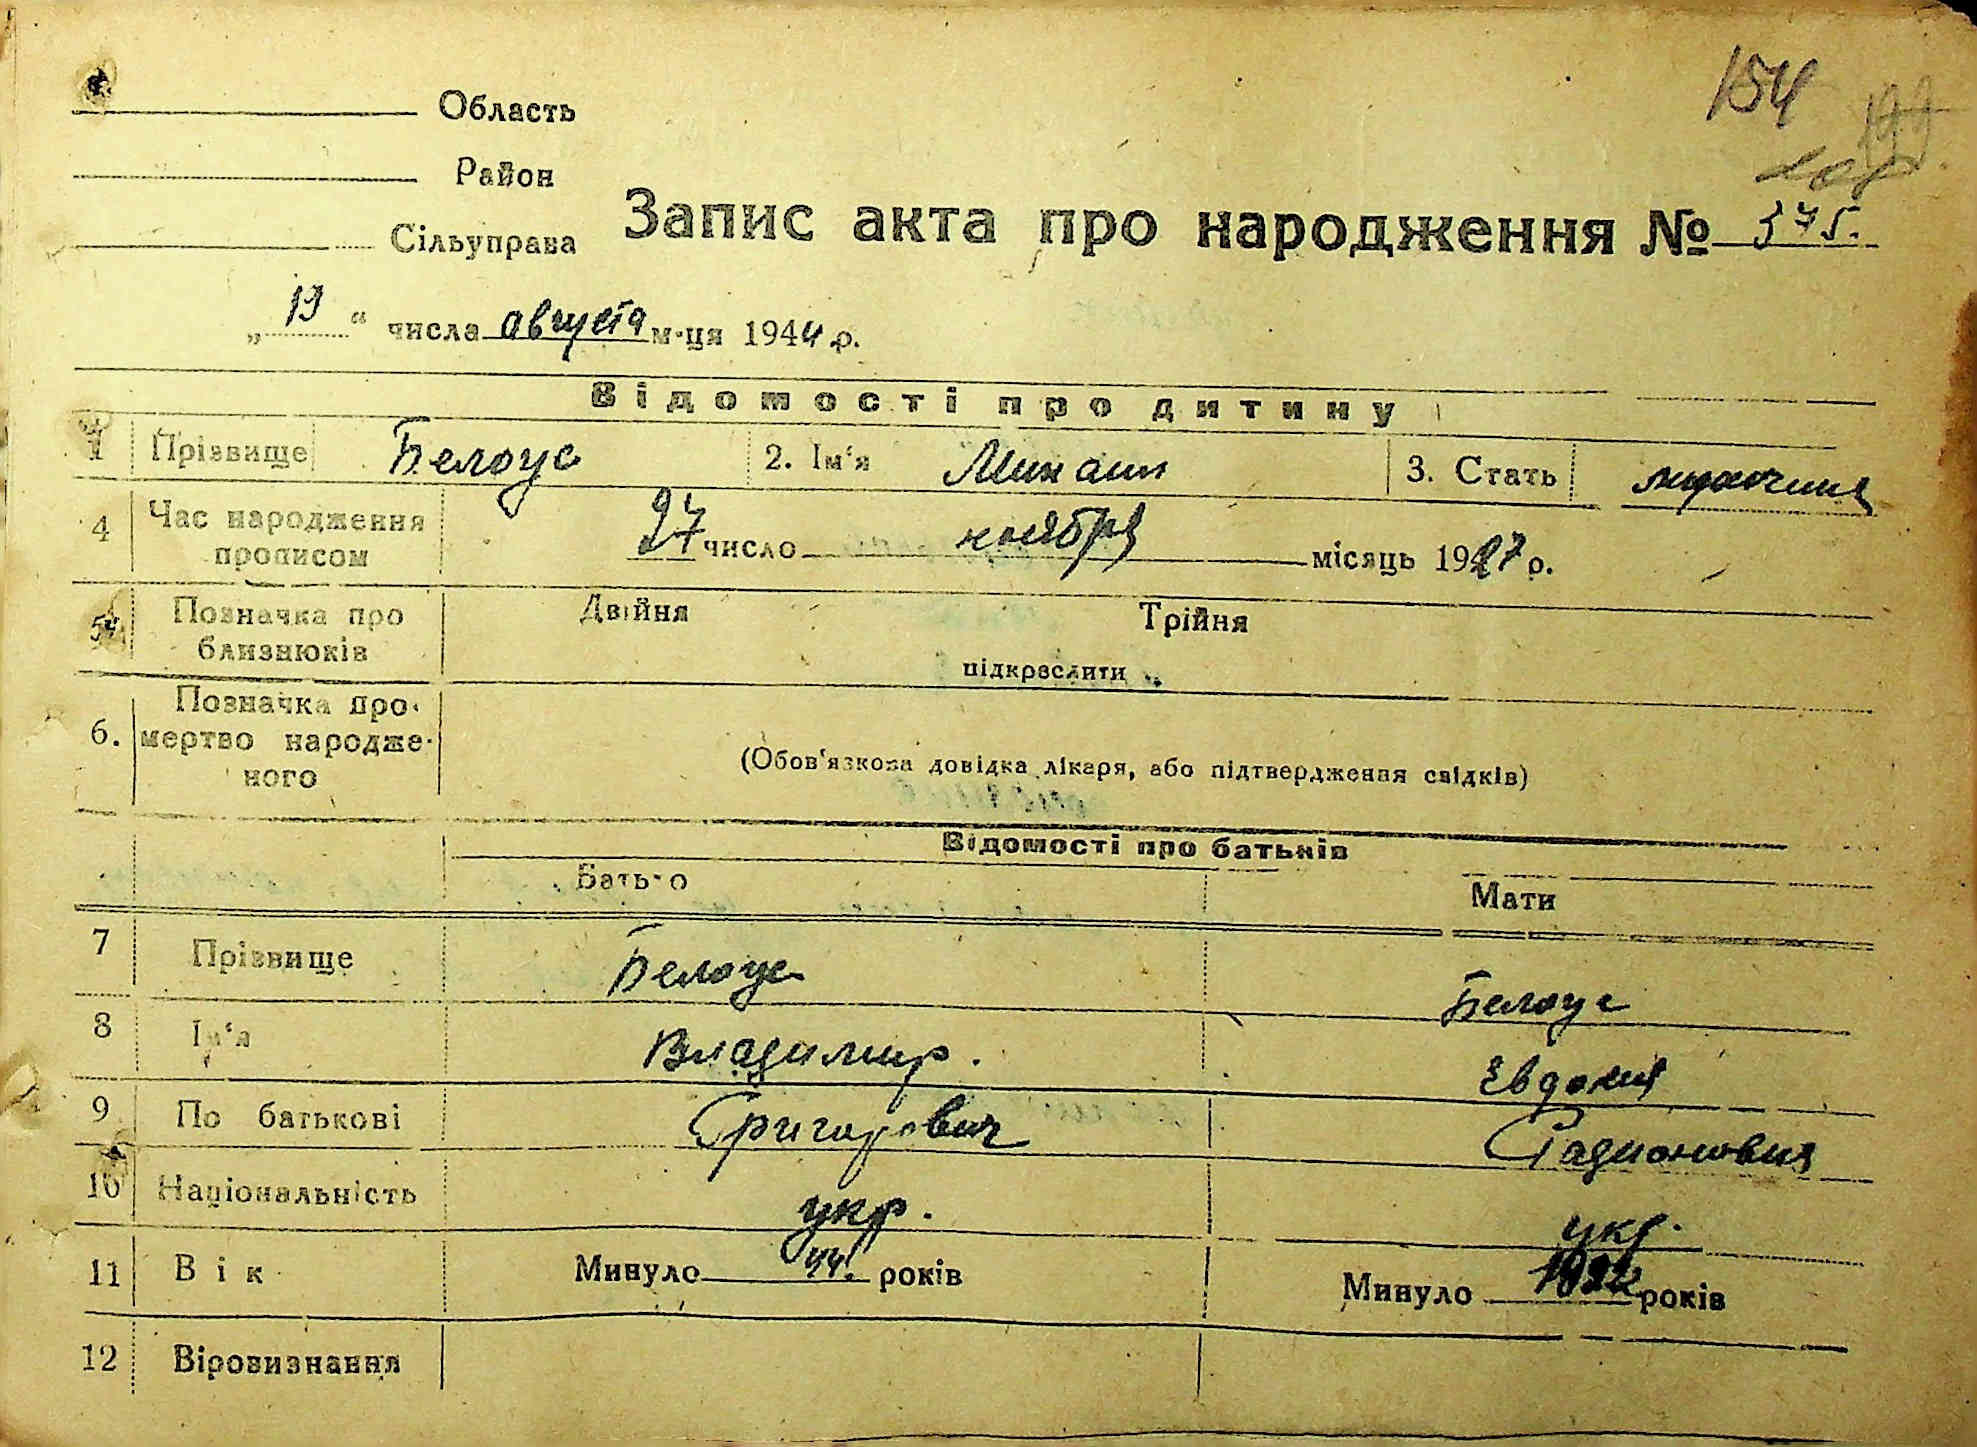 154
199
Область
Район
Сільуправа
Запис акта про народження № 375.
„19“ числа августа м-ця 1944 р.
Відомості про дитину
1 Прізвище Белоус 2. Ім'я Михаил 3. Стать
4 Час народження прописом 27 число ноября місяць 1927 р.
5 Позначка про близнюків Двійня Трійня
підкреслити
6. Позначка про мертво народженого
(Обов'язкова довідка лікаря, або підтвердження свідків)
Відомості про батьків
Батько Мати
7 Прізвище Белоус Белоус
8 Ім'я Владимир. Евдокия
9 По батькові Григорович Радионовна
10 Національність укр. укр.
11 Вік Минуло 44. років Минуло років
12 Віровизнання